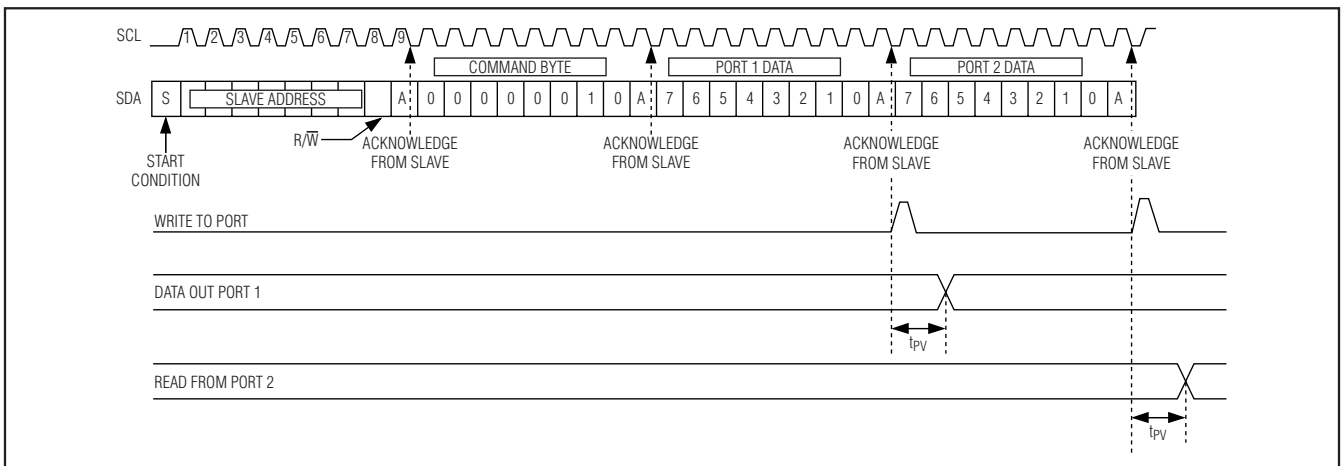 SCL 1 2 3 4 5 6 7 8 9
COMMAND BYTE PORT 1 DATA PORT 2 DATA
SDA S SLAVE ADDRESS A 0 0 0 0 0 0 1 0 A 7 6 5 4 3 2 1 0 A 7 6 5 4 3 2 1 0 A
R/W̅
START
CONDITION
ACKNOWLEDGE
FROM SLAVE
ACKNOWLEDGE
FROM SLAVE
ACKNOWLEDGE
FROM SLAVE
ACKNOWLEDGE
FROM SLAVE
WRITE TO PORT
DATA OUT PORT 1
tPV
READ FROM PORT 2
tPV